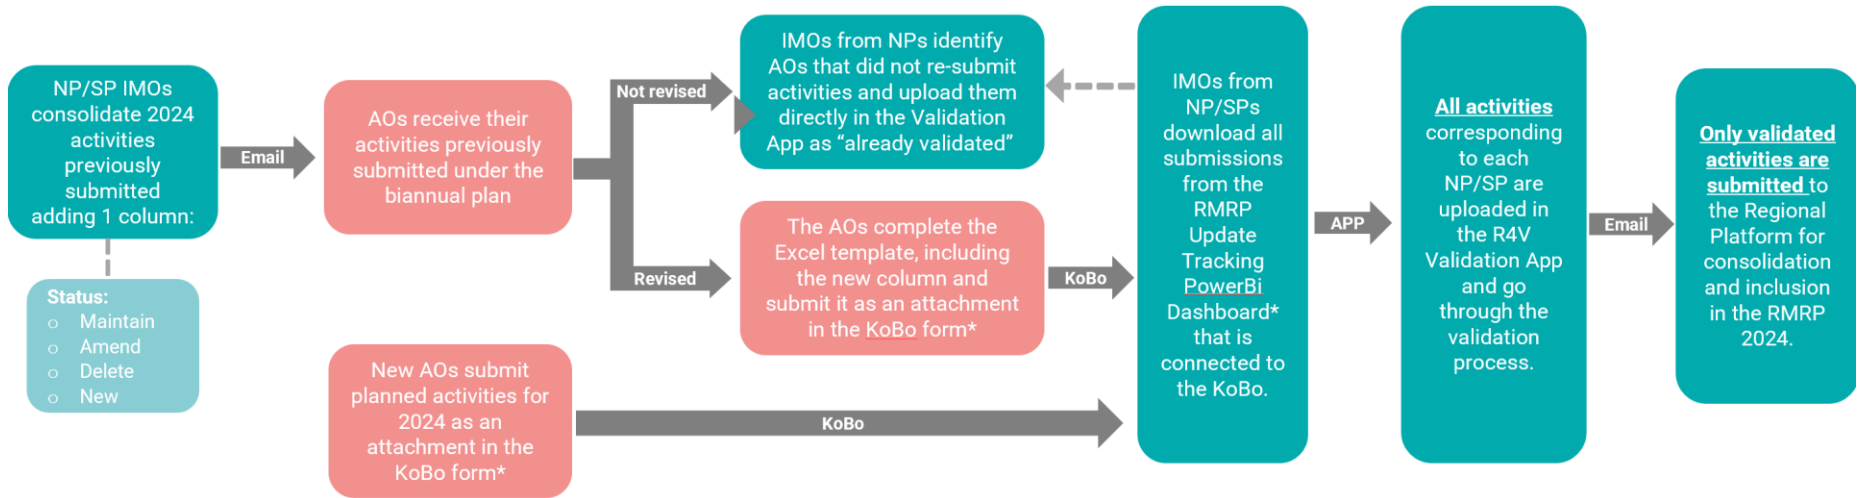 NP/SP IMOs
consolidate 2024
activities
previously
submitted
adding 1 column:
Status:
o Maintain
o Amend
o Delete
o New
Email
AOs receive their
activities previously
submitted under the
biannual plan
Not revised
Revised
IMOs from NPs identify
AOs that did not re-submit
activities and upload them
directly in the Validation
App as “already validated”
The AOs complete the
Excel template, including
the new column and
submit it as an attachment
in the KoBo form*
KoBo
New AOs submit
planned activities for
2024 as an
attachment in the
KoBo form*
KoBo
IMOs from
NP/SPs
download all
submissions
from the
RMRP
Update
Tracking
PowerBi
Dashboard*
that is
connected to
the KoBo.
APP
All activities
corresponding
to each
NP/SP are
uploaded in
the R4V
Validation App
and go
through the
validation
process.
Email
Only validated
activities are
submitted to
the Regional
Platform for
consolidation
and inclusion
in the RMRP
2024.